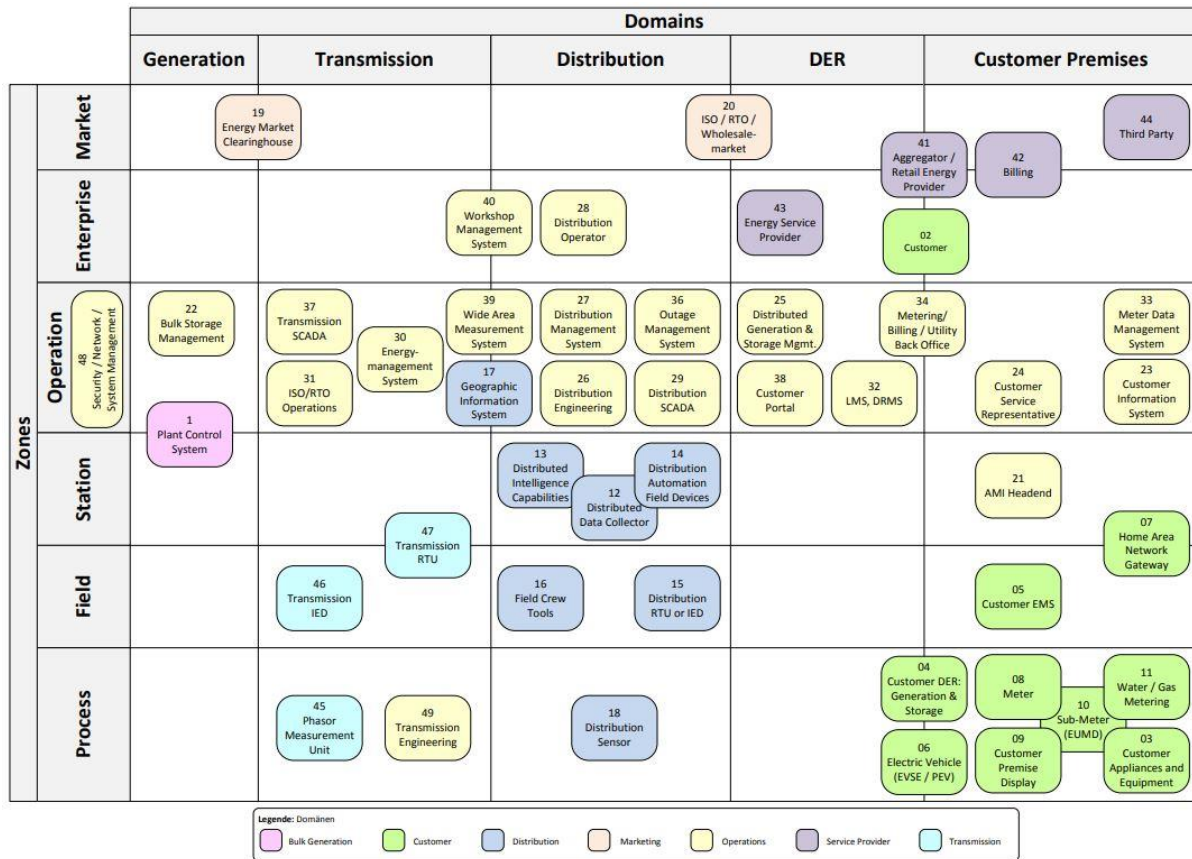 Domains
Generation
Transmission
Distribution
DER
Customer Premises
Zones
Market
19
Energy Market
Clearinghouse
20
ISO / RTO /
Wholesale-
market
41
Aggregator /
Retail Energy
Provider
42
Billing
44
Third Party
Enterprise
40
Workshop
Management
System
28
Distribution
Operator
43
Energy Service
Provider
02
Customer
Operation
48
Security / Network /
System Management
22
Bulk Storage
Management
37
Transmission
SCADA
30
Energy-
management
System
39
Wide Area
Measurement
System
27
Distribution
Management
System
36
Outage
Management
System
25
Distributed
Generation &
Storage Mgmt.
34
Metering/
Billing / Utility
Back Office
33
Meter Data
Management
System
31
ISO/RTO
Operations
17
Geographic
Information
System
26
Distribution
Engineering
29
Distribution
SCADA
38
Customer
Portal
32
LMS, DRMS
24
Customer
Service
Representative
23
Customer
Information
System
1
Plant Control
System
Station
13
Distributed
Intelligence
Capabilities
12
Distributed
Data Collector
14
Distribution
Automation
Field Devices
21
AMI Headend
47
Transmission
RTU
07
Home Area
Network
Gateway
Field
46
Transmission
IED
16
Field Crew
Tools
15
Distribution
RTU or IED
05
Customer EMS
Process
45
Phasor
Measurement
Unit
49
Transmission
Engineering
18
Distribution
Sensor
04
Customer DER:
Generation &
Storage
08
Meter
11
Water / Gas
Metering
10
Sub-Meter
(EUMD)
06
Electric Vehicle
(EVSE / PEV)
09
Customer
Premise
Display
03
Customer
Appliances and
Equipment
Legende: Domänen
Bulk Generation
Customer
Distribution
Marketing
Operations
Service Provider
Transmission